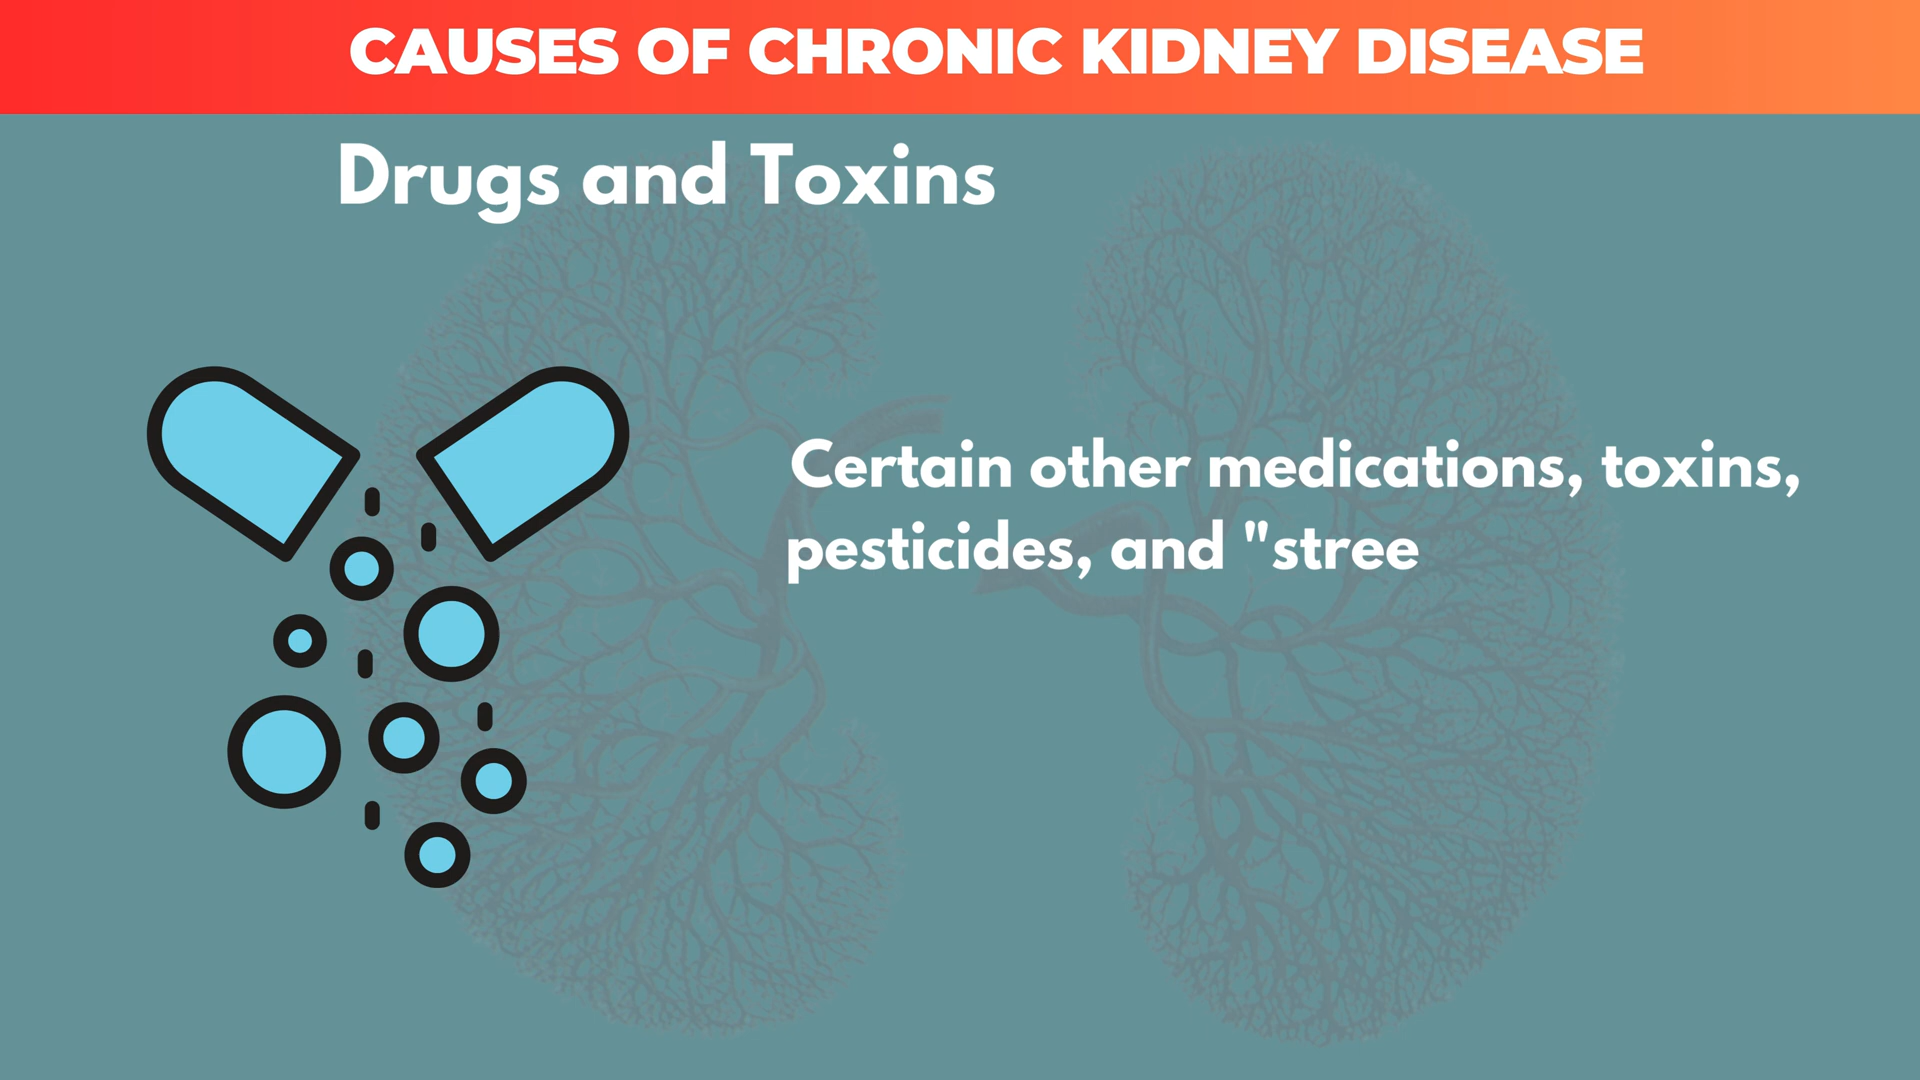 CAUSES OF CHRONIC KIDNEY DISEASE
Drugs and Toxins
Certain other medications, toxins,
pesticides, and "stree